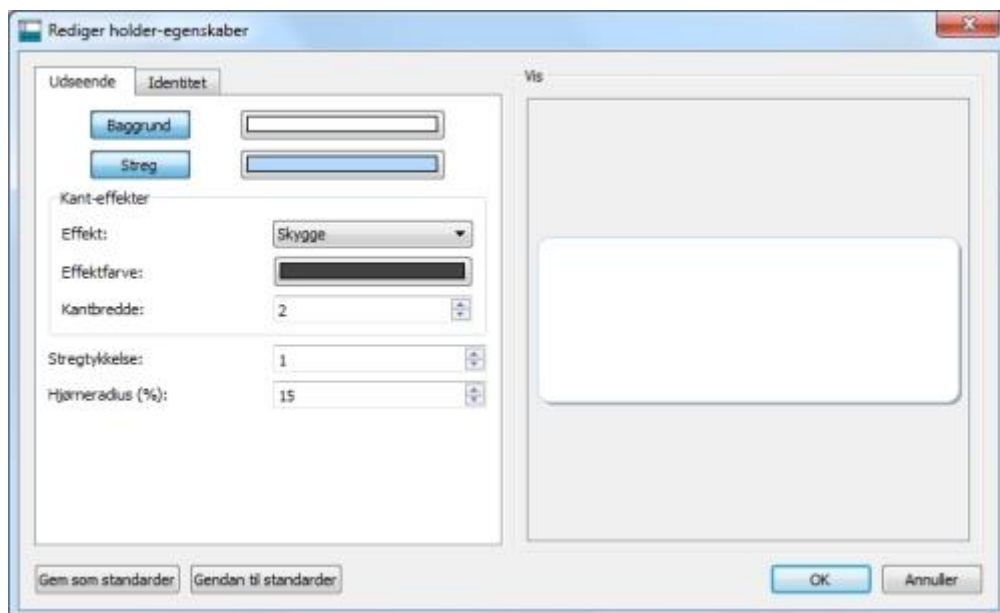 Rediger holder-egenskaber
Udseende
Identitet
Vis
Baggrund
Streg
Kant-effekter
Effekt:
Skygge
Effektfarve:
Kantbredde:
2
Stregtykkelse:
1
Hjørneradius (%):
15
Gem som standarder
Gendan til standarder
OK
Annuller